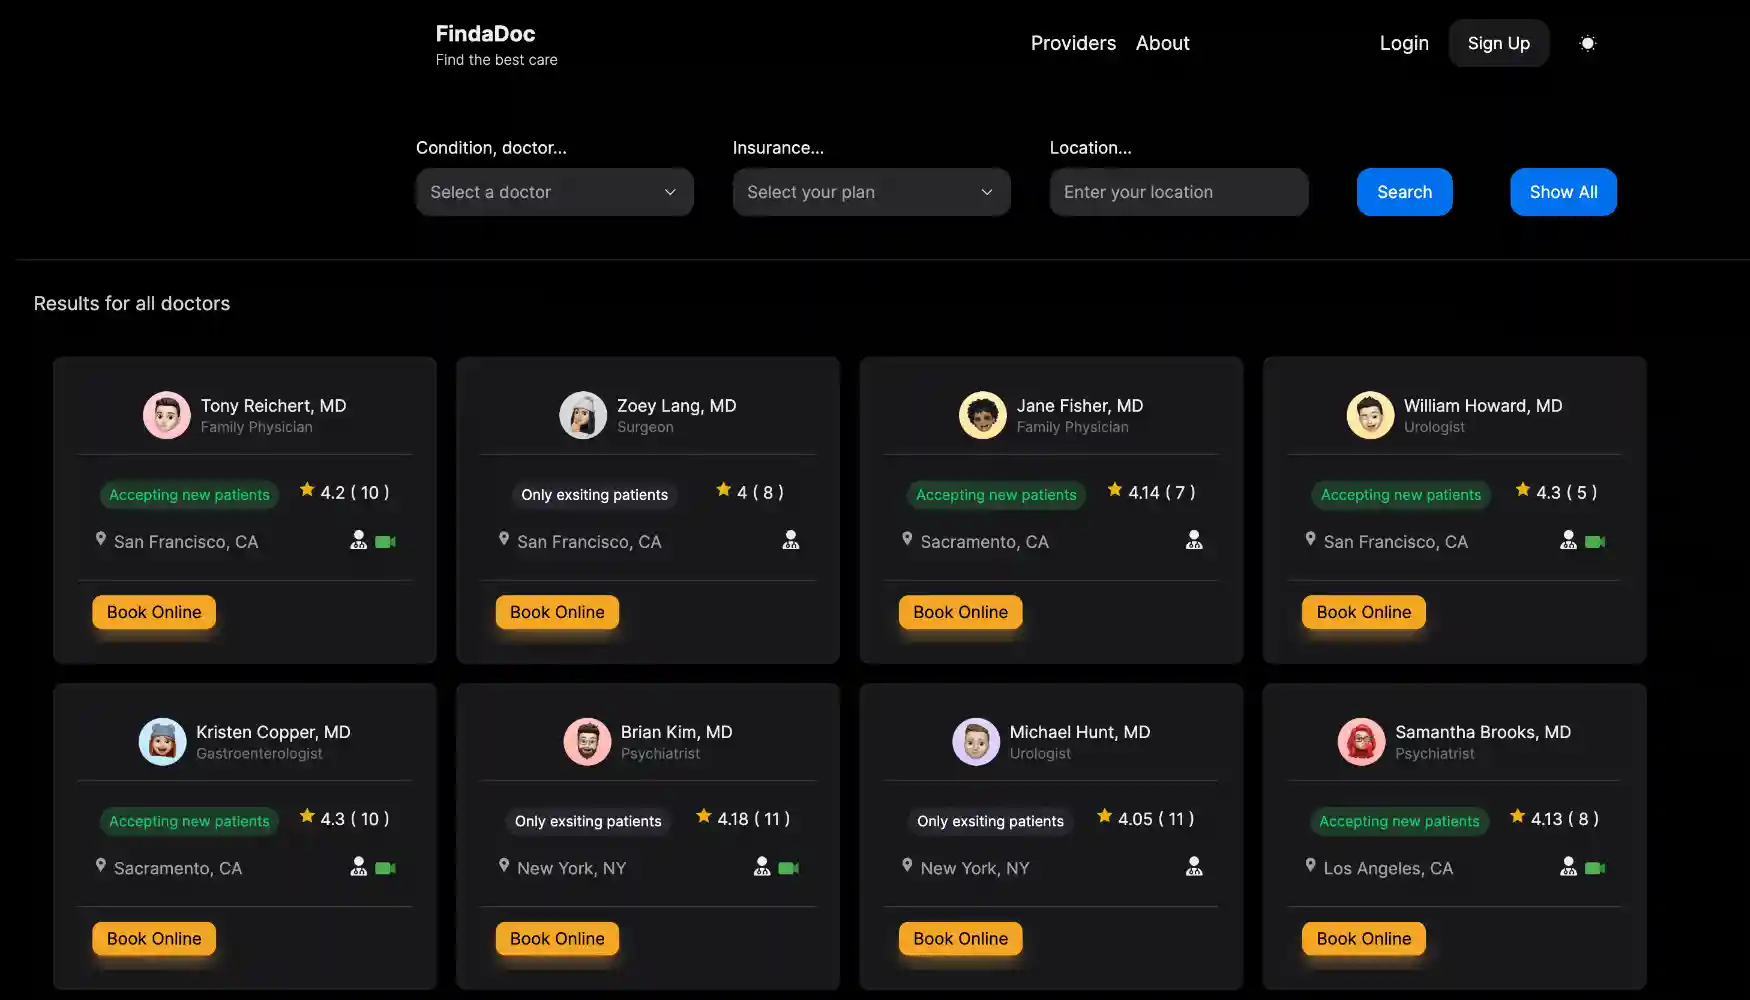 FindaDoc
Find the best care
Providers About
Login Sign Up
Condition, doctor...
Select a doctor
Insurance...
Select your plan
Location...
Enter your location
Search
Show All
Results for all doctors
Tony Reichert, MD
Family Physician
Accepting new patients 4.2 ( 10 )
San Francisco, CA
Book Online
Zoey Lang, MD
Surgeon
Only exsiting patients 4 ( 8 )
San Francisco, CA
Book Online
Jane Fisher, MD
Family Physician
Accepting new patients 4.14 ( 7 )
Sacramento, CA
Book Online
William Howard, MD
Urologist
Accepting new patients 4.3 ( 5 )
San Francisco, CA
Book Online
Kristen Copper, MD
Gastroenterologist
Accepting new patients 4.3 ( 10 )
Sacramento, CA
Book Online
Brian Kim, MD
Psychiatrist
Only exsiting patients 4.18 ( 11 )
New York, NY
Book Online
Michael Hunt, MD
Urologist
Only exsiting patients 4.05 ( 11 )
New York, NY
Book Online
Samantha Brooks, MD
Psychiatrist
Accepting new patients 4.13 ( 8 )
Los Angeles, CA
Book Online